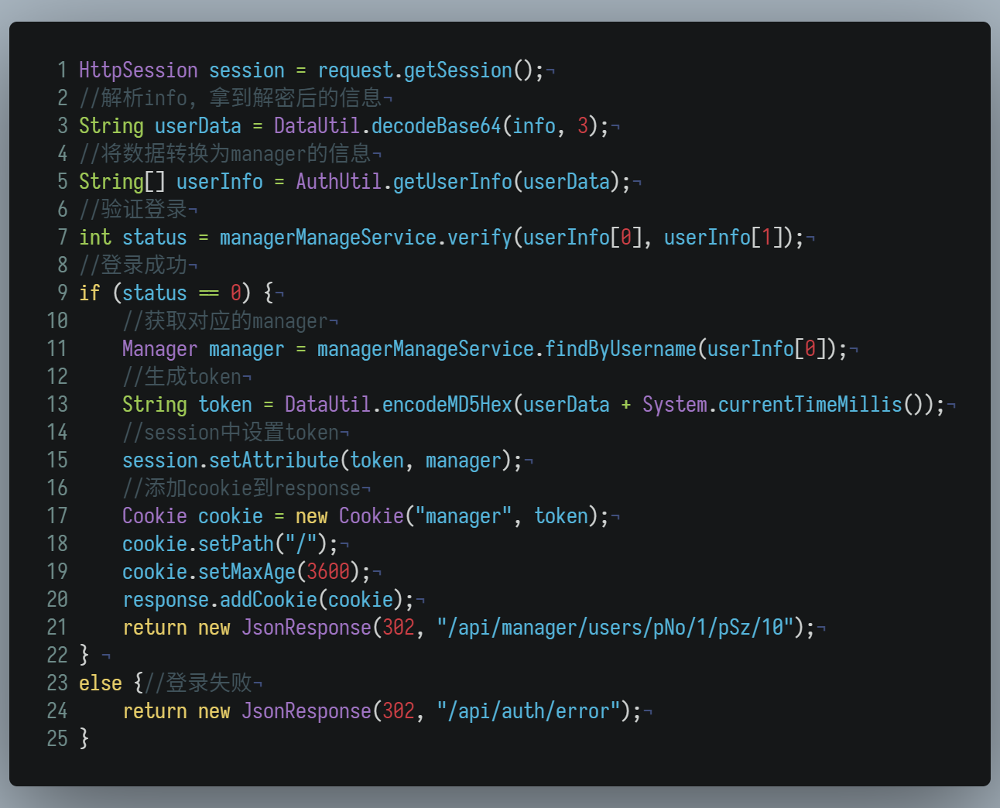 1 HttpSession session = request.getSession();¬
2 //解析info, 拿到解密后的信息¬
3 String userData = DataUtil.decodeBase64(info, 3);¬
4 //将数据转换为manager的信息¬
5 String[] userInfo = AuthUtil.getUserInfo(userData);¬
6 //验证登录¬
7 int status = managerManageService.verify(userInfo[0], userInfo[1]);¬
8 //登录成功¬
9 if (status == 0) {¬
10     //获取对应的manager¬
11     Manager manager = managerManageService.findByUsername(userInfo[0]);¬
12     //生成token¬
13     String token = DataUtil.encodeMD5Hex(userData + System.currentTimeMillis());¬
14     //session中设置token¬
15     session.setAttribute(token, manager);¬
16     //添加cookie到response¬
17     Cookie cookie = new Cookie("manager", token);¬
18     cookie.setPath("/");¬
19     cookie.setMaxAge(3600);¬
20     response.addCookie(cookie);¬
21     return new JsonResponse(302, "/api/manager/users/pNo/1/pSz/10");¬
22 } ¬
23 else {//登录失败¬
24     return new JsonResponse(302, "/api/auth/error");¬
25 }